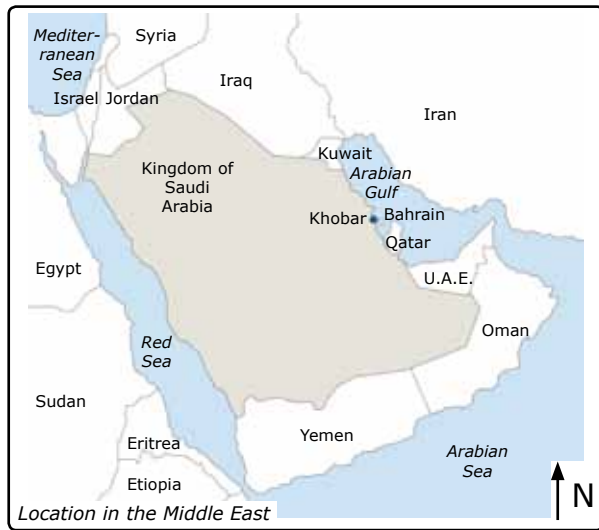 Mediter-
ranean
Sea
Syria
Iraq
Iran
Israel
Jordan
Kuwait
Arabian
Gulf
Kingdom of
Saudi
Arabia
Khobar
Bahrain
Qatar
Egypt
U.A.E.
Oman
Red
Sea
Sudan
Eritrea
Yemen
Arabian
Sea
Etiopia
N
Location in the Middle East